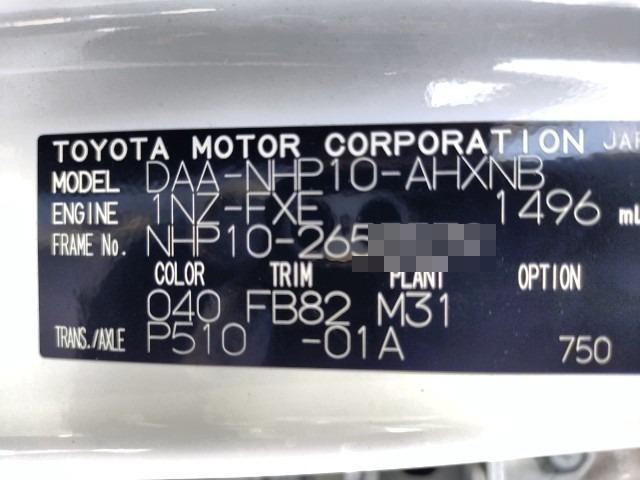 TOYOTA MOTOR CORPORATION JAP
MODEL DAA-NHP10-AHXNB
ENGINE 1NZ-FXE 1496 mL
FRAME No. NHP10-265
COLOR TRIM PLANT OPTION
040 FB82 M31
TRANS./AXLE P510 -01A 750